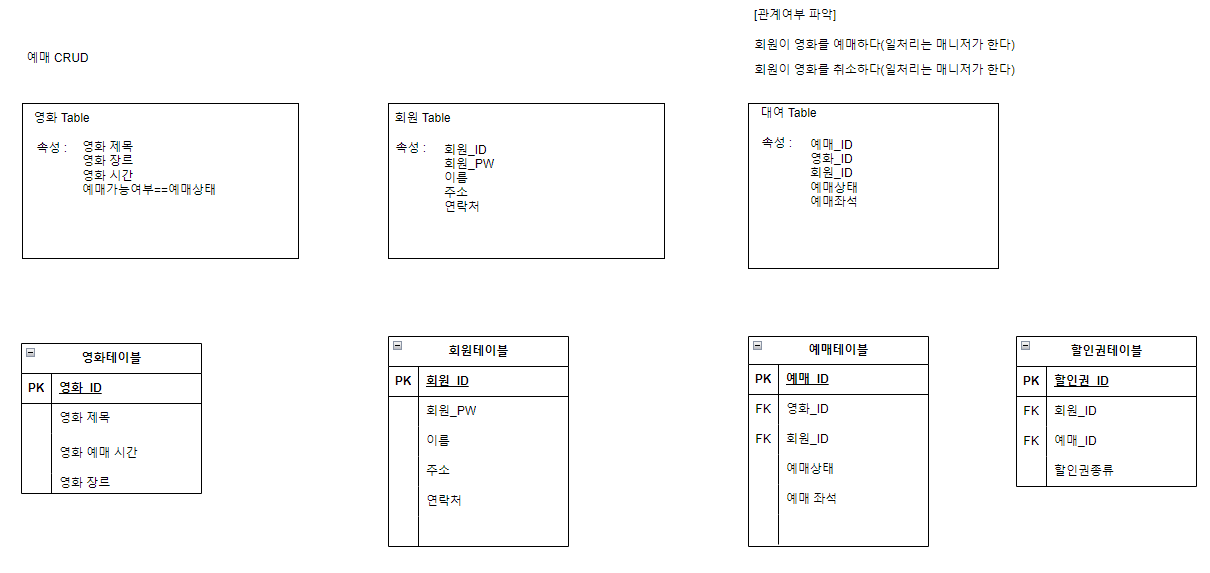 [관계여부 파악]
회원이 영화를 예매하다(일처리는 매니저가 한다)
예매 CRUD
회원이 영화를 취소하다(일처리는 매니저가 한다)
영화 Table
속성 :
영화 제목
영화 장르
영화 시간
예매가능여부==예매상태
회원 Table
속성 :
회원_ID
회원_PW
이름
주소
연락처
대여 Table
속성 :
예매_ID
영화_ID
회원_ID
예매상태
예매좌석
영화테이블
PK 영화_ID
영화 제목
영화 예매 시간
영화 장르
회원테이블
PK 회원_ID
회원_PW
이름
주소
연락처
예매테이블
PK 예매_ID
FK 영화_ID
FK 회원_ID
예매상태
예매 좌석
할인권테이블
PK 할인권_ID
FK 회원_ID
FK 예매_ID
할인권종류